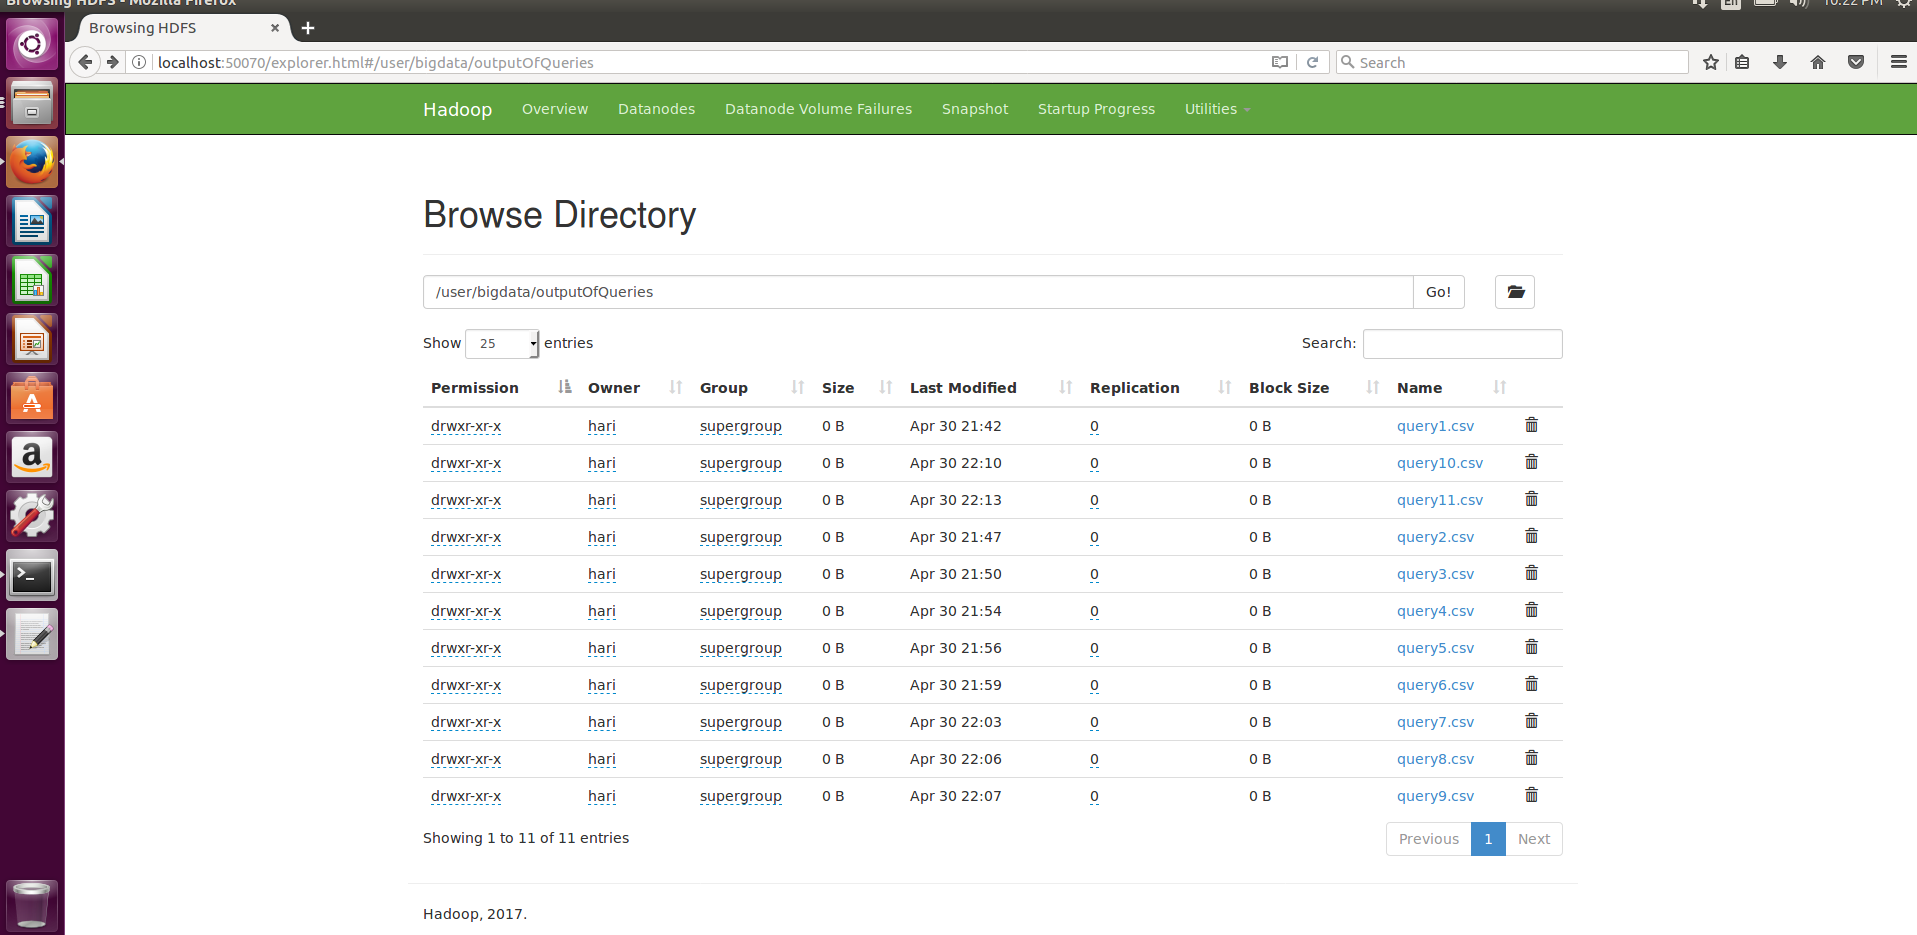 Browsing HDFS - Mozilla Firefox
En 10:22 PM
Browsing HDFS
localhost:50070/explorer.html#/user/bigdata/outputOfQueries Search
Hadoop Overview Datanodes Datanode Volume Failures Snapshot Startup Progress Utilities
Browse Directory
/user/bigdata/outputOfQueries Go!
Show 25 entries Search:
Permission Owner Group Size Last Modified Replication Block Size Name
drwxr-xr-x hari supergroup 0 B Apr 30 21:42 0 0 B query1.csv
drwxr-xr-x hari supergroup 0 B Apr 30 22:10 0 0 B query10.csv
drwxr-xr-x hari supergroup 0 B Apr 30 22:13 0 0 B query11.csv
drwxr-xr-x hari supergroup 0 B Apr 30 21:47 0 0 B query2.csv
drwxr-xr-x hari supergroup 0 B Apr 30 21:50 0 0 B query3.csv
drwxr-xr-x hari supergroup 0 B Apr 30 21:54 0 0 B query4.csv
drwxr-xr-x hari supergroup 0 B Apr 30 21:56 0 0 B query5.csv
drwxr-xr-x hari supergroup 0 B Apr 30 21:59 0 0 B query6.csv
drwxr-xr-x hari supergroup 0 B Apr 30 22:03 0 0 B query7.csv
drwxr-xr-x hari supergroup 0 B Apr 30 22:06 0 0 B query8.csv
drwxr-xr-x hari supergroup 0 B Apr 30 22:07 0 0 B query9.csv
Showing 1 to 11 of 11 entries Previous 1 Next
Hadoop, 2017.